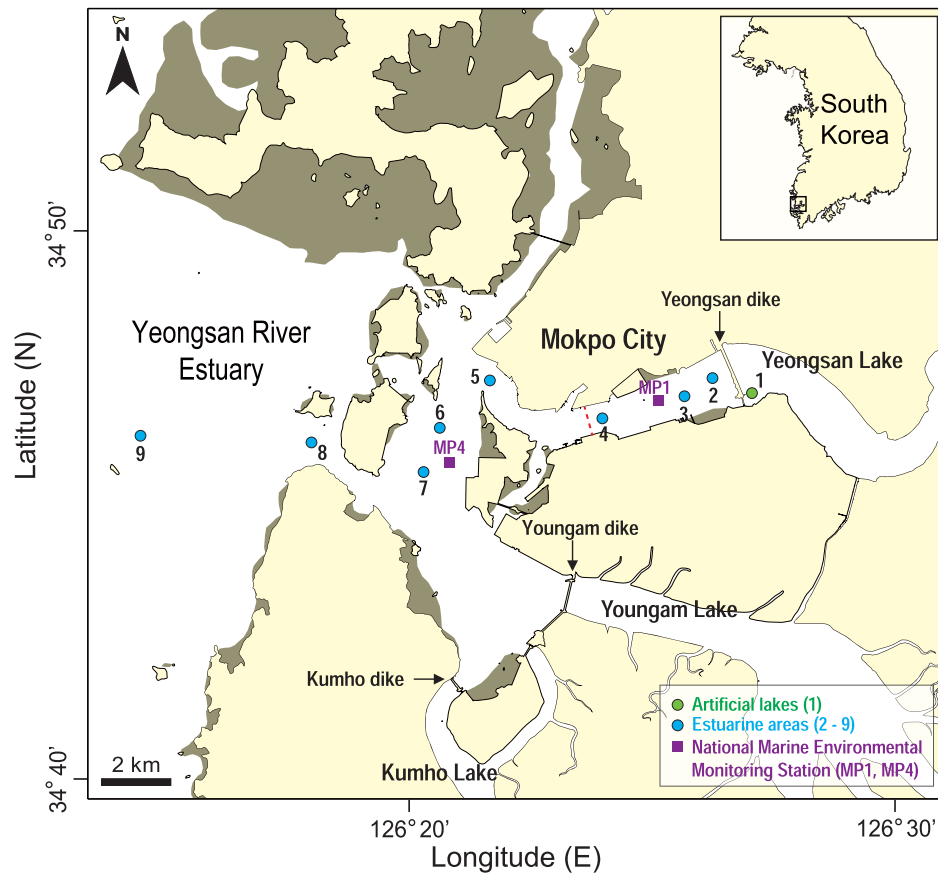 N
South
Korea
34°50'
Yeongsan dike
Yeongsan River
Estuary
Mokpo City
Yeongsan Lake
5
MP1
2
1
3
6
4
9
8
MP4
7
Latitude (N)
Youngam dike
Youngam Lake
Kumho dike
Artificial lakes (1)
Estuarine areas (2 - 9)
National Marine Environmental
Monitoring Station (MP1, MP4)
2 km
Kumho Lake
34°40'
126°20'
126°30'
Longitude (E)